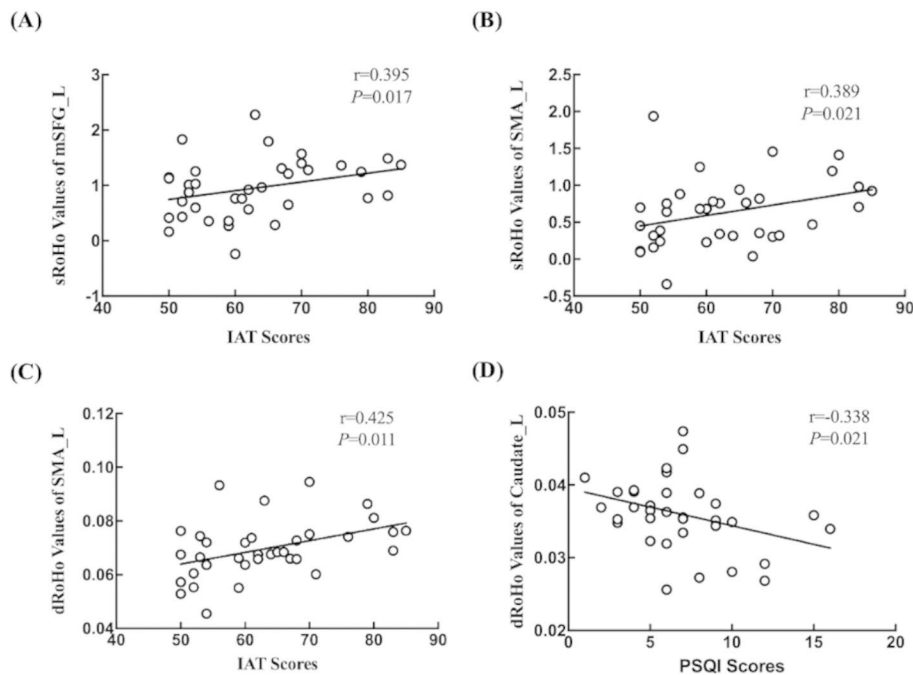 (A)
(B)
r=0.395
P=0.017
sRoHo Values of mSFG_L
3
2
1
0
-1
40 50 60 70 80 90
IAT Scores
r=0.389
P=0.021
sRoHo Values of SMA_L
2.5
2.0
1.5
1.0
0.5
0.0
-0.5
40 50 60 70 80 90
IAT Scores
(C)
(D)
r=0.425
P=0.011
dRoHo Values of SMA_L
0.12
0.10
0.08
0.06
0.04
40 50 60 70 80 90
IAT Scores
r=-0.338
P=0.021
dRoHo Values of Caudate_L
0.05
0.04
0.03
0.02
0 5 10 15 20
PSQI Scores